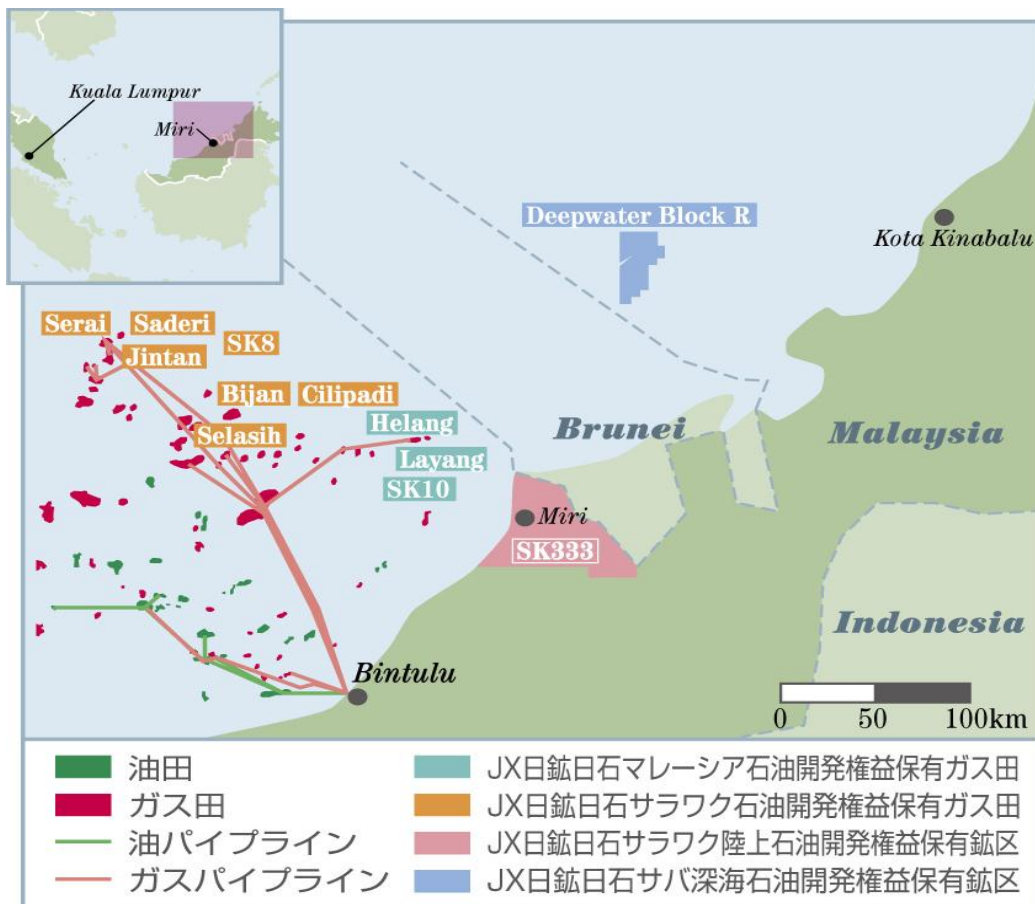 Kuala Lumpur
Miri
Deepwater Block R
Kota Kinabalu
Serai
Saderi
SK8
Jintan
Bijan
Cilipadi
Helang
Selasih
Brunei
Malaysia
Layang
SK10
Miri
SK333
Indonesia
Bintulu
0
50
100km
油田
ガス田
油パイプライン
ガスパイプライン
JX日鉱日石マレーシア石油開発権益保有ガス田
JX日鉱日石サラワク石油開発権益保有ガス田
JX日鉱日石サラワク陸上石油開発権益保有鉱区
JX日鉱日石サバ深海石油開発権益保有鉱区